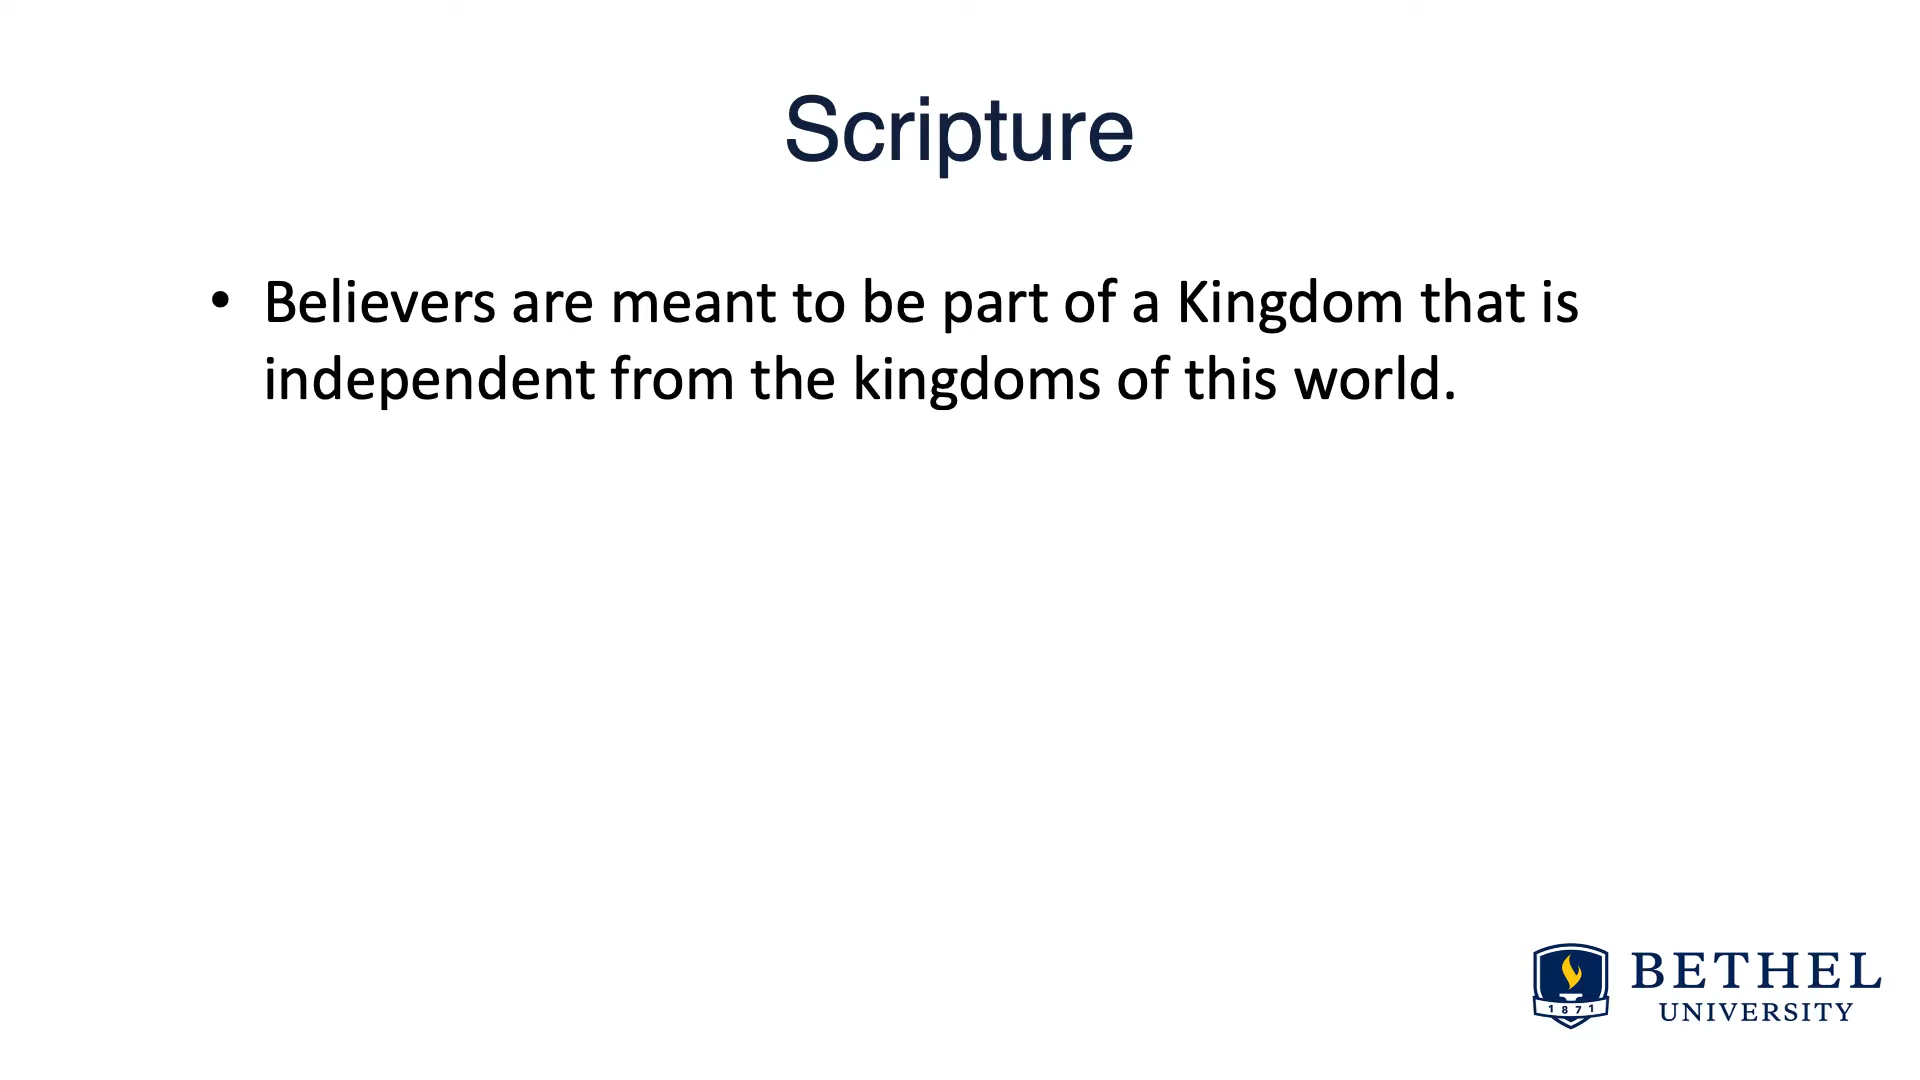 Scripture
• Believers are meant to be part of a Kingdom that is
independent from the kingdoms of this world.
1871
BETHEL
UNIVERSITY